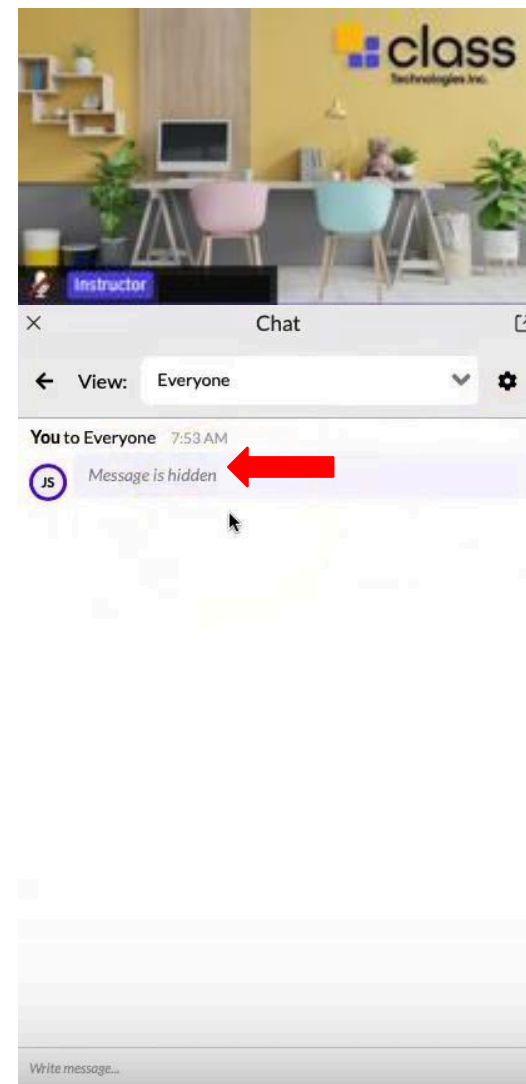 class
Technologies Inc.
Instructor
Chat
View: Everyone
You to Everyone 7:53 AM
JS Message is hidden
Write message...